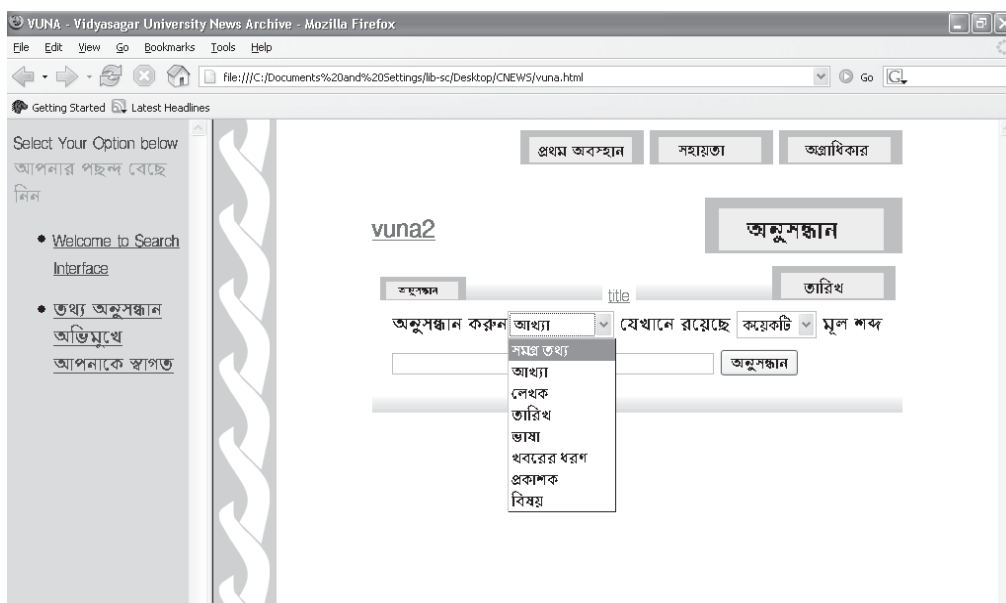 VUNA - Vidyasagar University News Archive - Mozilla Firefox
File Edit View Go Bookmarks Tools Help
file:///C:/Documents%20and%20Settings/lib-sc/Desktop/CNEWS/vuna.html Go
Getting Started Latest Headlines
Select Your Option below
আপনার পছন্দ বেছে
নিন
Welcome to Search
Interface
তথ্য অনুসন্ধান
অভিমুখে
আপনাকে স্বাগত
প্রথম অবস্হান সহায়তা অগ্রাধিকার
vuna2 অনুসন্ধান
অনুসন্ধান title তারিখ
অনুসন্ধান করুন আখ্যা যেখানে রয়েছে কয়েকটি মূল শব্দ
অনুসন্ধান
সমগ্র তথ্য
আখ্যা
লেখক
তারিখ
ভাষা
খবরের ধরণ
প্রকাশক
বিষয়